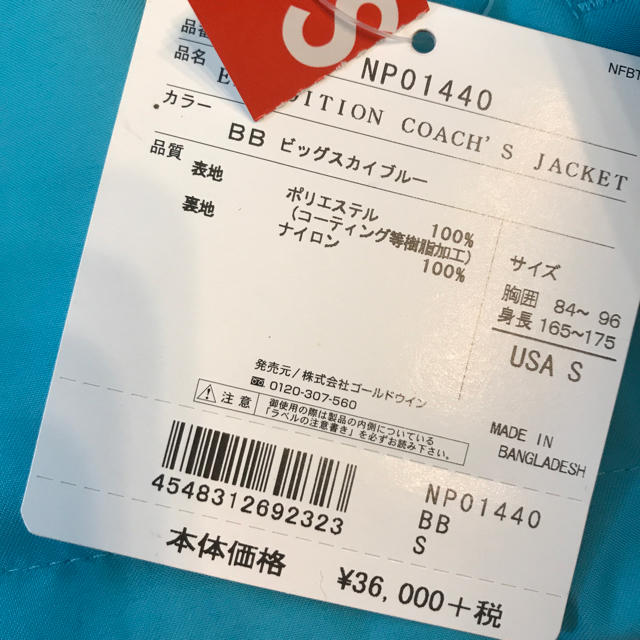 S
NFBT
品番
NP01440
品名
COACH'S JACKET
カラー
BB ビッグスカイブルー
品質
表地
ポリエステル 100%
(コーティング等樹脂加工)
裏地
ナイロン 100%
サイズ
胸囲 84~ 96
身長 165~175
USA S
発売元/株式会社ゴールドウイン
0120-307-560
注意
御使用の際は製品の内側についている
「ラベルの注意書き」を必ずお読み下さい。
MADE IN
BANGLADESH
4548312692323
NP01440
BB
S
本体価格 ¥36,000+税